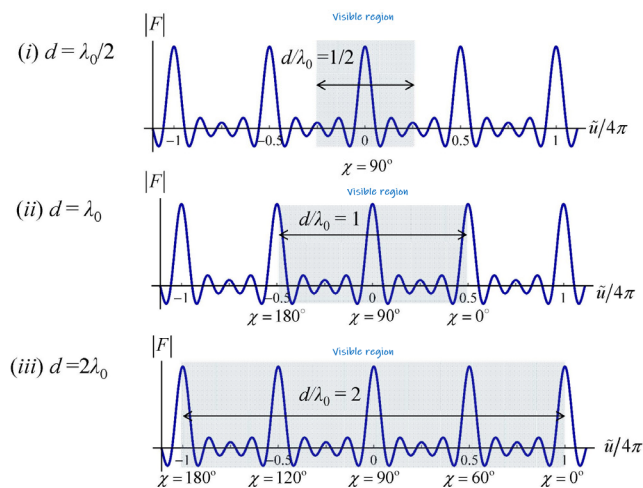 Visible region
|F|
(i) d = λ₀/2
d/λ₀ =1/2
−1 −0.5 0 0.5 1 ũ/4π
χ = 90°
Visible region
|F|
(ii) d = λ₀
d/λ₀ = 1
−1 −0.5 0 0.5 1 ũ/4π
χ = 180° χ = 90° χ = 0°
Visible region
|F|
(iii) d = 2λ₀
d/λ₀ = 2
−1 −0.5 0 0.5 1 ũ/4π
χ = 180° χ = 120° χ = 90° χ = 60° χ = 0°